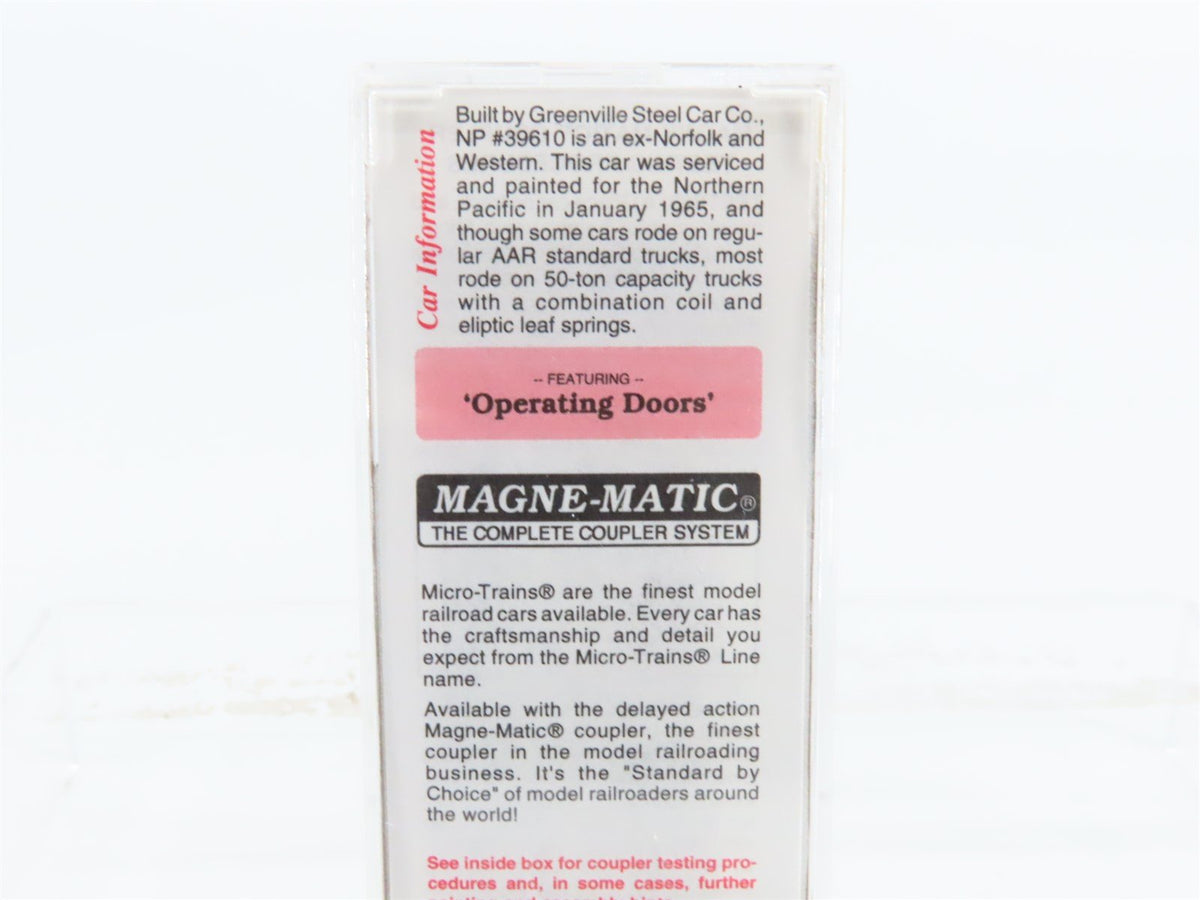 Car Information
Built by Greenville Steel Car Co.,
NP #39610 is an ex-Norfolk and
Western. This car was serviced
and painted for the Northern
Pacific in January 1965, and
though some cars rode on regu-
lar AAR standard trucks, most
rode on 50-ton capacity trucks
with a combination coil and
eliptic leaf springs.
-- FEATURING --
‘Operating Doors’
MAGNE-MATIC®
THE COMPLETE COUPLER SYSTEM
Micro-Trains® are the finest model
railroad cars available. Every car has
the craftsmanship and detail you
expect from the Micro-Trains® Line
name.
Available with the delayed action
Magne-Matic® coupler, the finest
coupler in the model railroading
business. It's the "Standard by
Choice" of model railroaders around
the world!
See inside box for coupler testing pro-
cedures and, in some cases, further